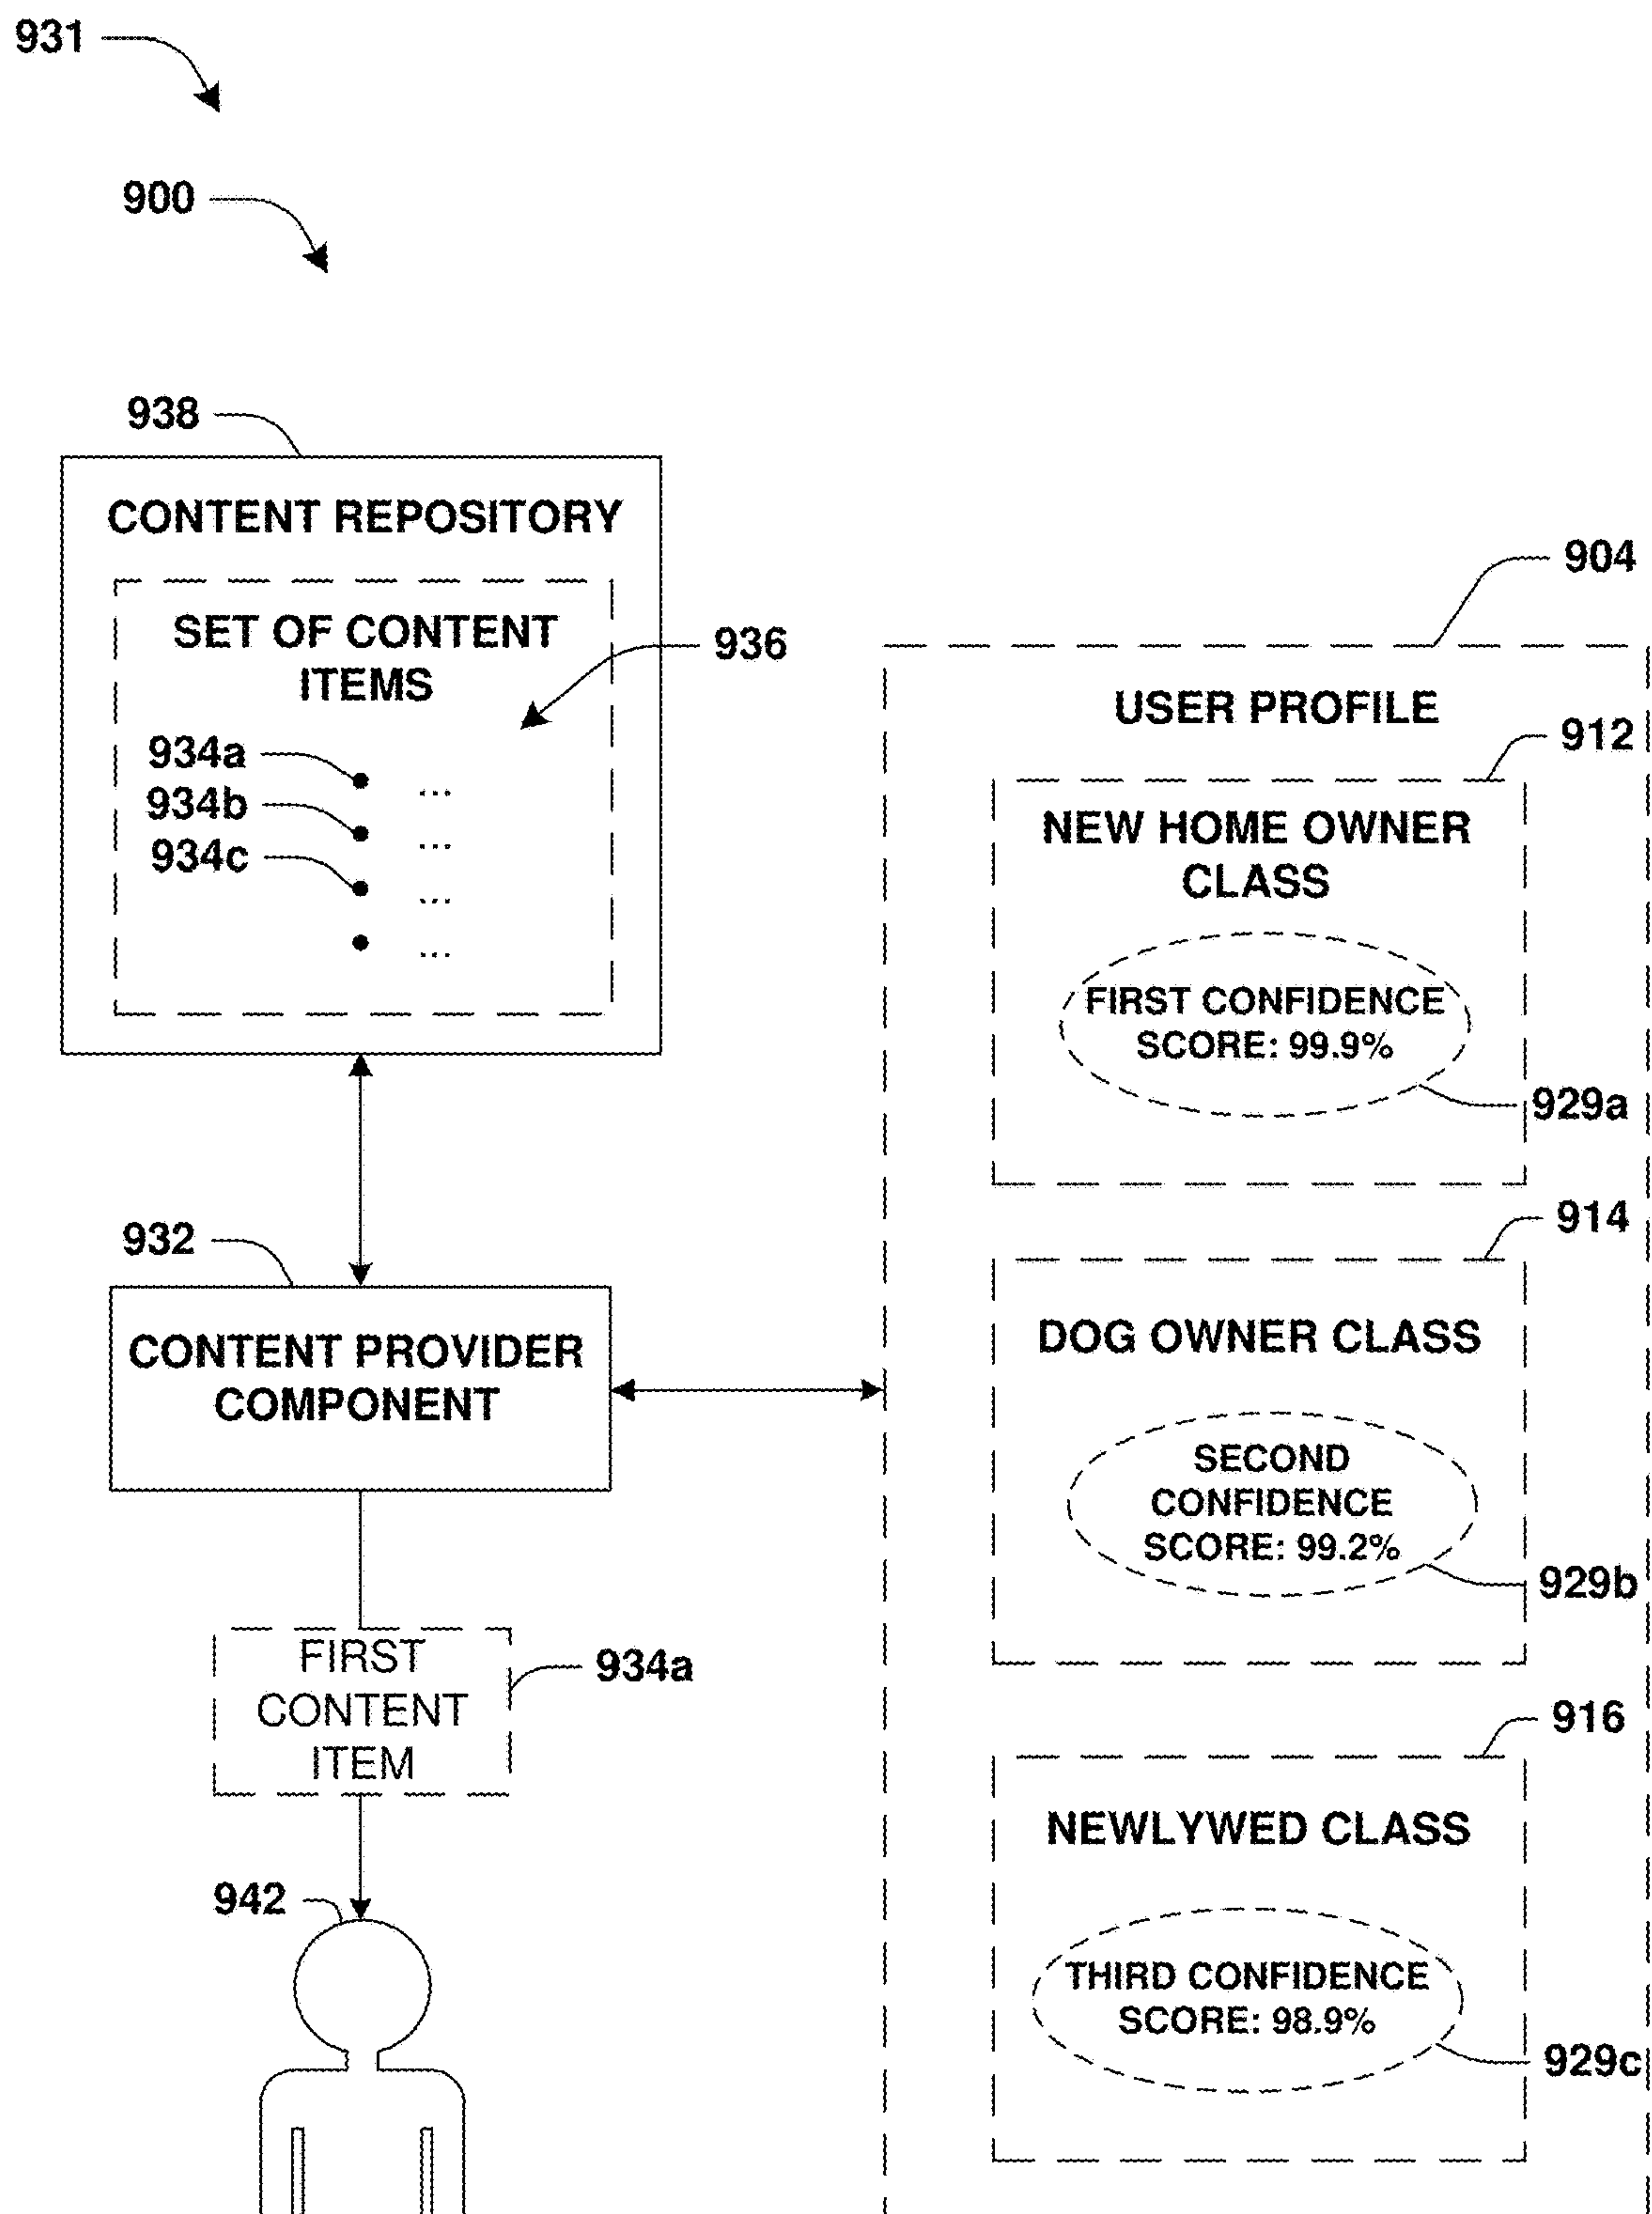 931
900
938
CONTENT REPOSITORY
SET OF CONTENT
ITEMS
936
934a
...
934b
...
934c
...
...
932
CONTENT PROVIDER
COMPONENT
FIRST
CONTENT
ITEM
934a
942
904
USER PROFILE
912
NEW HOME OWNER
CLASS
FIRST CONFIDENCE
SCORE: 99.9%
929a
914
DOG OWNER CLASS
SECOND
CONFIDENCE
SCORE: 99.2%
929b
916
NEWLYWED CLASS
THIRD CONFIDENCE
SCORE: 98.9%
929c